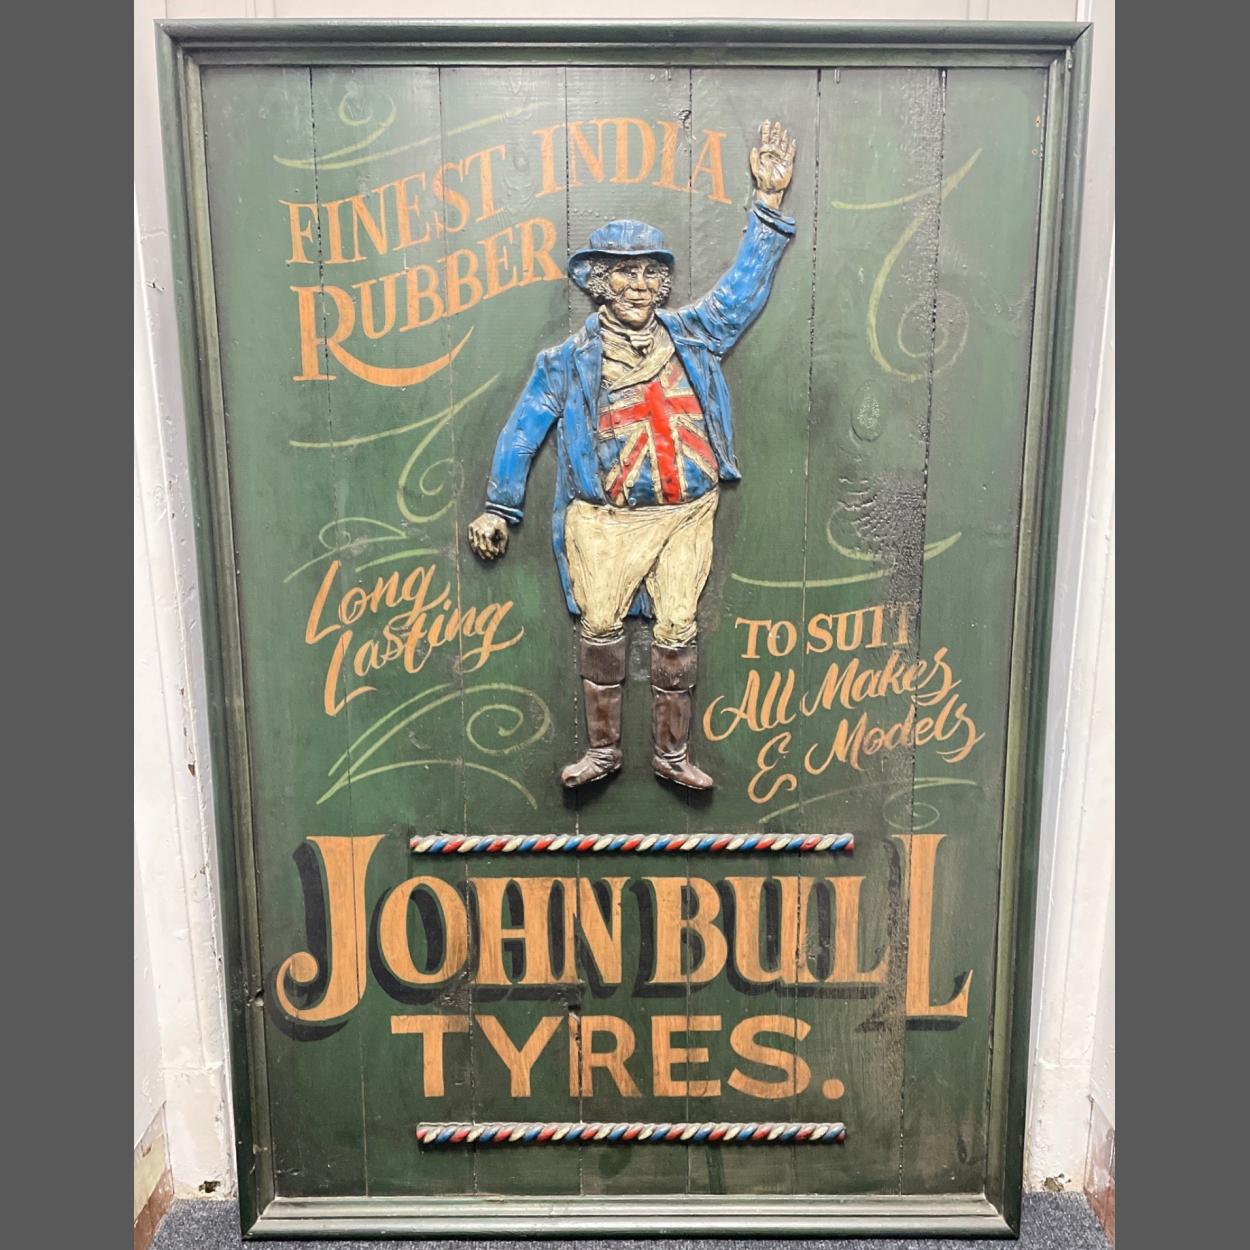 FINEST INDIA
RUBBER
Long
Lasting
TO SUIT
All Makes
& Models
JOHN BULL
TYRES.